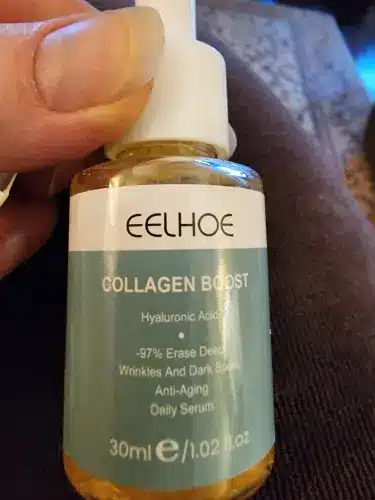 EELHOE
COLLAGEN BOOST
Hyaluronic Acid
-97% Erase Deep
Wrinkles And Dark Spots
Anti-Aging
Daily Serum
30ml ℮/1.02 fl.oz